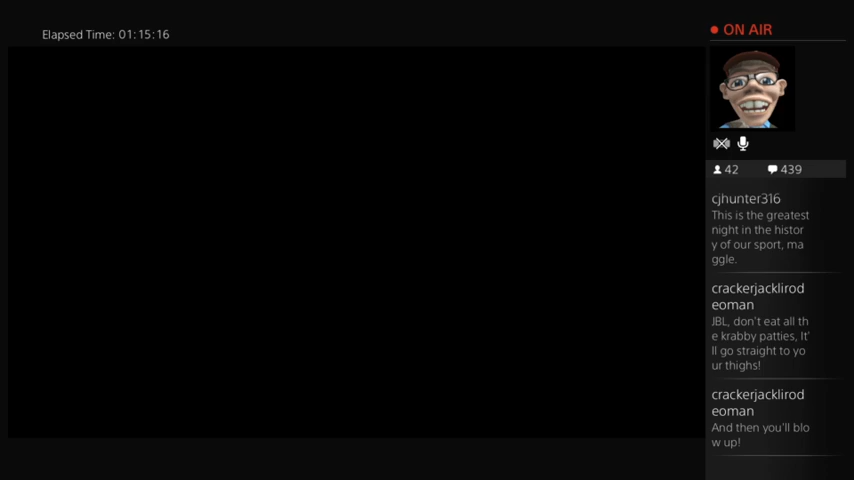 Elapsed Time: 01:15:16
ON AIR
42 439
cjhunter316
This is the greatest
night in the histor
y of our sport, ma
ggle.
crackerjacklirod
eoman
JBL, don't eat all th
e krabby patties, It'
ll go straight to yo
ur thighs!
crackerjacklirod
eoman
And then you'll blo
w up!